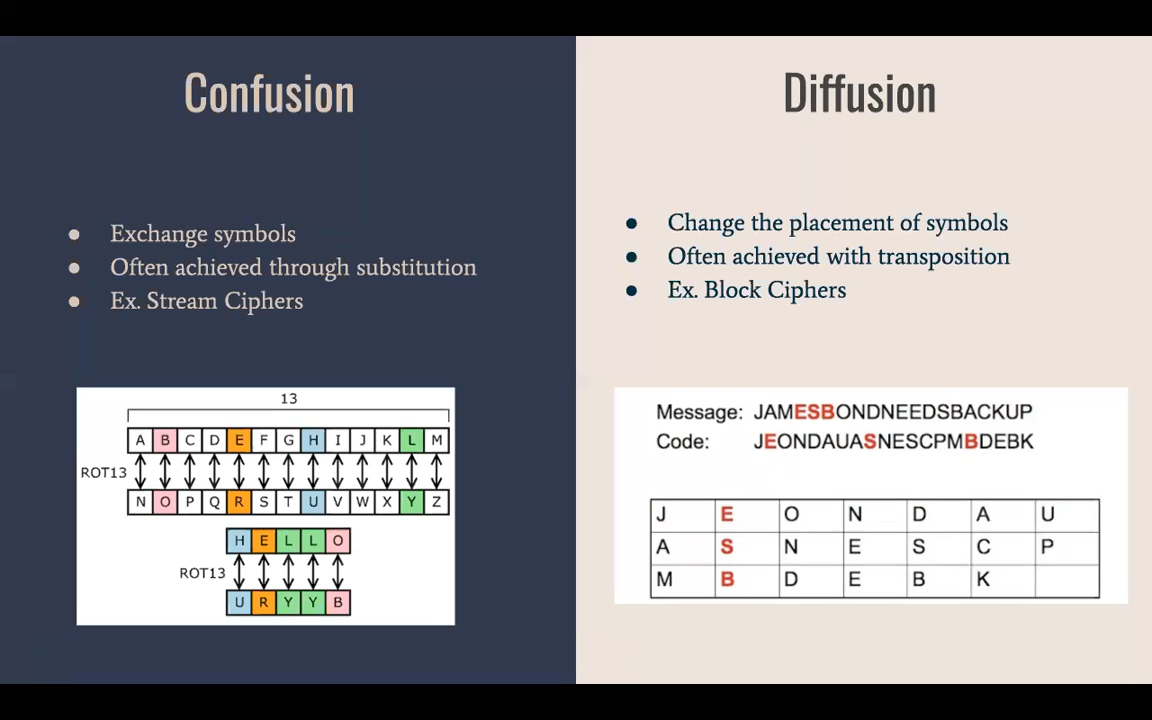 Confusion
● Exchange symbols
● Often achieved through substitution
● Ex. Stream Ciphers
13
A B C D E F G H I J K L M
ROT13
N O P Q R S T U V W X Y Z
H E L L O
ROT13
U R Y Y B
Diffusion
● Change the placement of symbols
● Often achieved with transposition
● Ex. Block Ciphers
Message: JAMESBONDNEEDSBACKUP
Code: JEONDAUASNESCPMBDEBK
J E O N D A U
A S N E S C P
M B D E B K